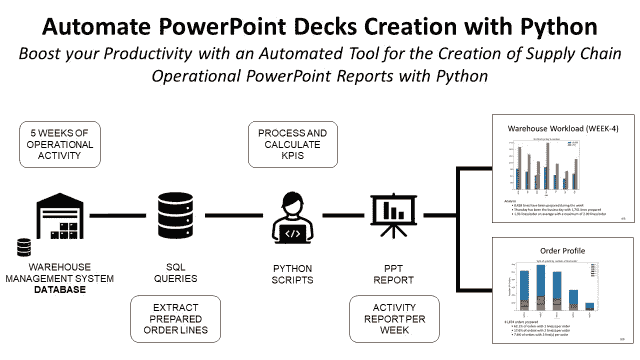 Automate PowerPoint Decks Creation with Python
Boost your Productivity with an Automated Tool for the Creation of Supply Chain
Operational PowerPoint Reports with Python
5 WEEKS OF
OPERATIONAL
ACTIVITY
PROCESS AND
CALCULATE
KPIS
WAREHOUSE
MANAGEMENT SYSTEM
DATABASE
SQL
QUERIES
PYTHON
SCRIPTS
PPT
REPORT
EXTRACT
PREPARED
ORDER LINES
ACTIVITY
REPORT PER
WEEK
Warehouse Workload (WEEK-4)
Analysis
Order Profile